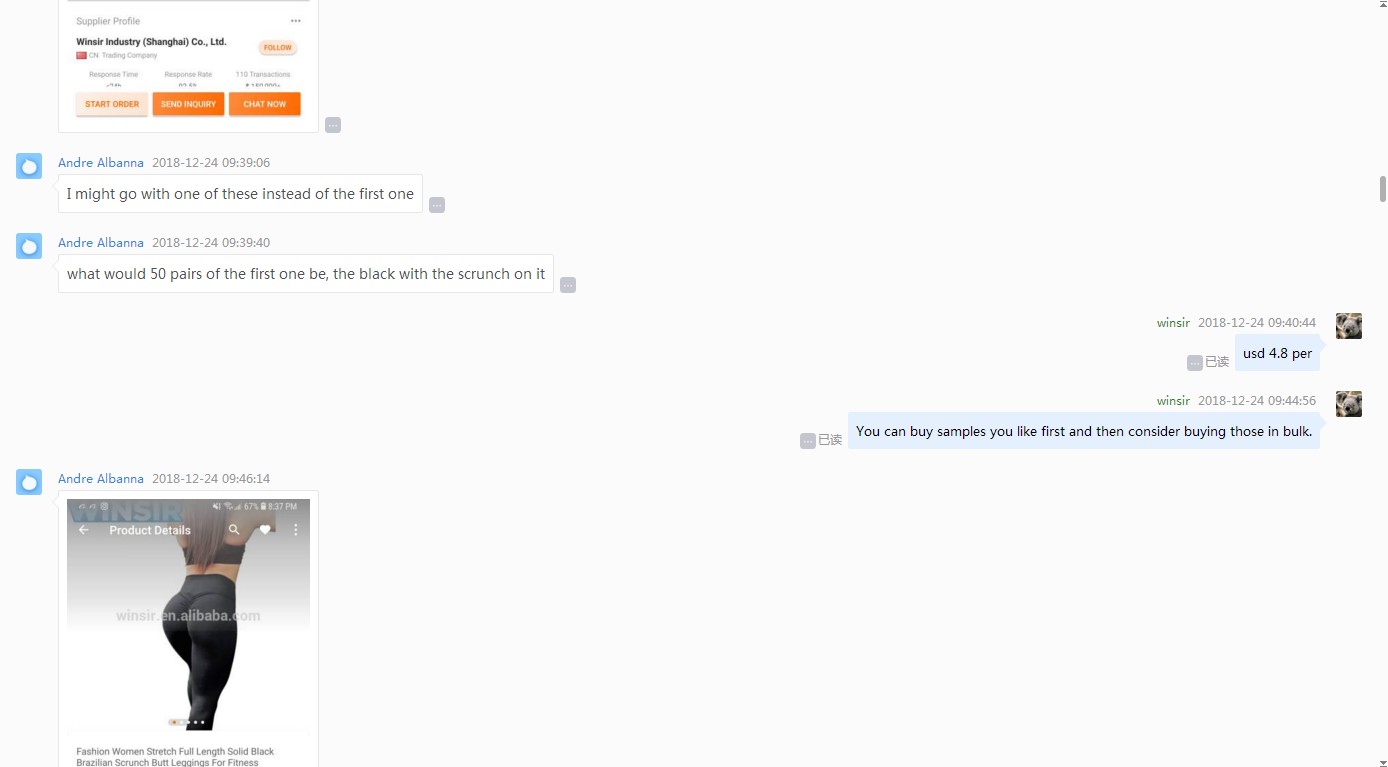 Supplier Profile
Winsir Industry (Shanghai) Co., Ltd.
FOLLOW
CN Trading Company
Response Time
Response Rate
110 Transactions
START ORDER
SEND INQUIRY
CHAT NOW
Andre Albanna 2018-12-24 09:39:06
I might go with one of these instead of the first one
Andre Albanna 2018-12-24 09:39:40
what would 50 pairs of the first one be, the black with the scrunch on it
winsir 2018-12-24 09:40:44
已读
usd 4.8 per
winsir 2018-12-24 09:44:56
已读
You can buy samples you like first and then consider buying those in bulk.
Andre Albanna 2018-12-24 09:46:14
WINSIR
67% 8:37 PM
Product Details
winsir.en.alibaba.com
Fashion Women Stretch Full Length Solid Black
Brazilian Scrunch Butt Leggings For Fitness